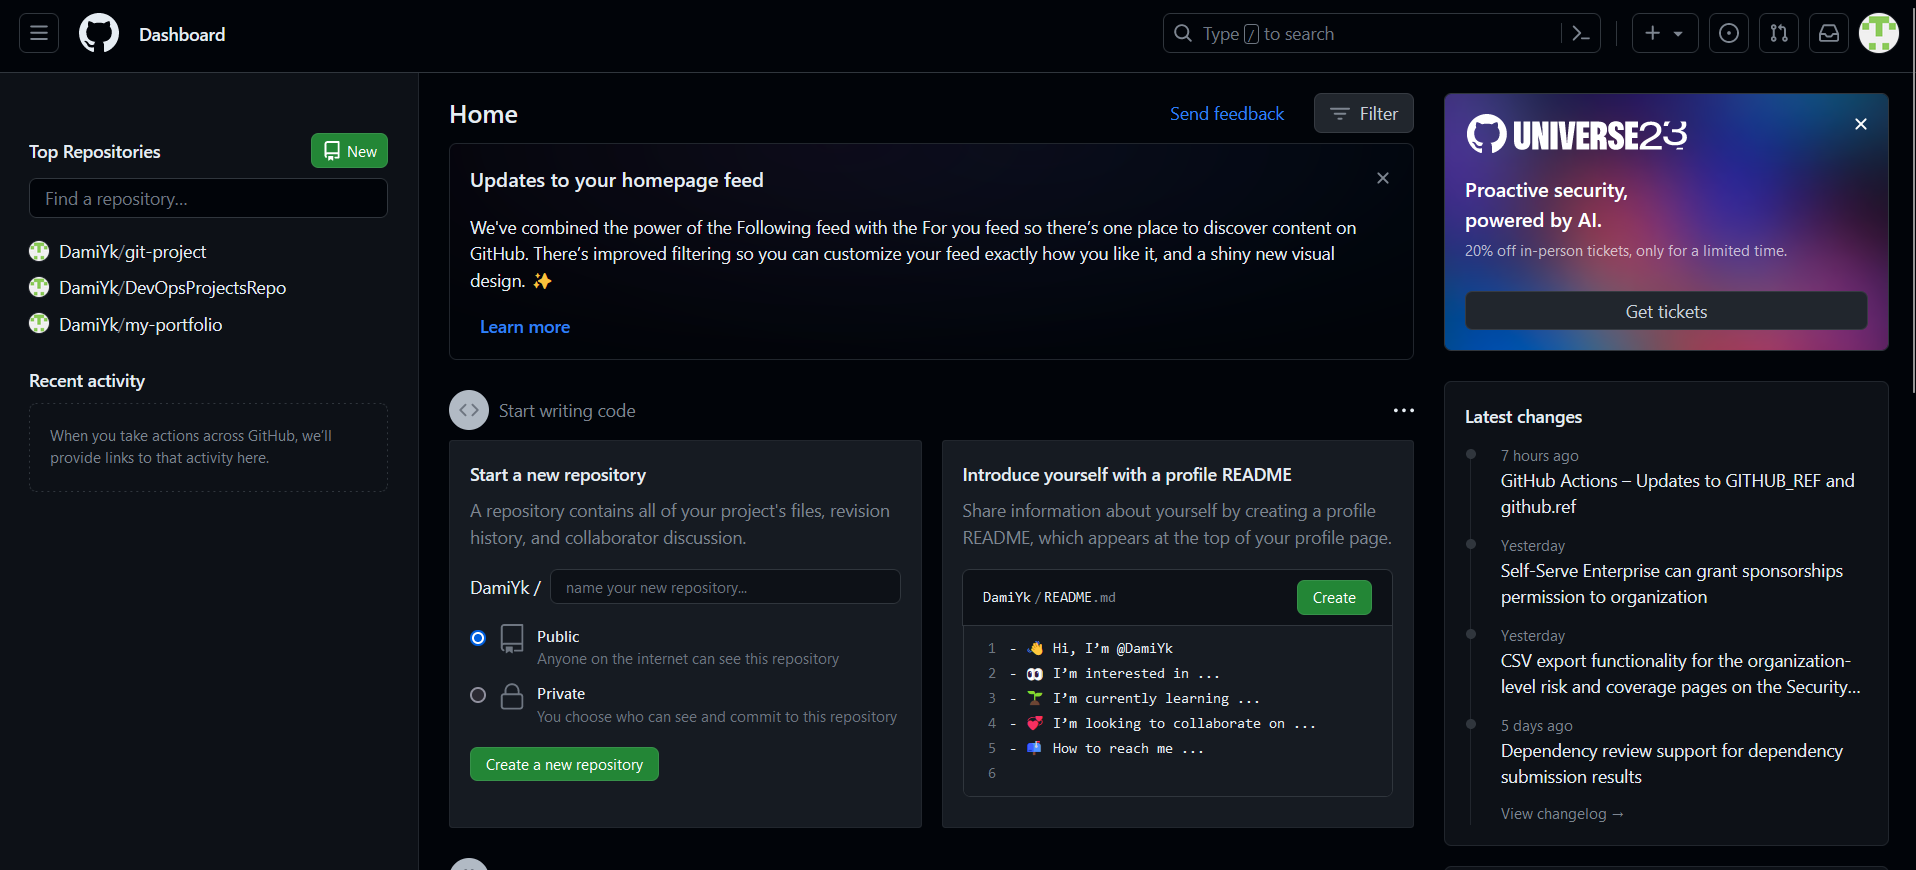 Dashboard
Type / to search
Top Repositories
New
Find a repository...
DamiYk/git-project
DamiYk/DevOpsProjectsRepo
DamiYk/my-portfolio
Recent activity
When you take actions across GitHub, we'll
provide links to that activity here.
Home
Send feedback
Filter
Updates to your homepage feed
We've combined the power of the Following feed with the For you feed so there's one place to discover content on
GitHub. There's improved filtering so you can customize your feed exactly how you like it, and a shiny new visual
design. ✨
Learn more
Start writing code
Start a new repository
A repository contains all of your project's files, revision
history, and collaborator discussion.
DamiYk /
name your new repository...
Public
Anyone on the internet can see this repository
Private
You choose who can see and commit to this repository
Create a new repository
Introduce yourself with a profile README
Share information about yourself by creating a profile
README, which appears at the top of your profile page.
DamiYk / README.md
Create
1 - 👋 Hi, I'm @DamiYk
2 - 👀 I'm interested in ...
3 - 🌱 I'm currently learning ...
4 - 💞️ I'm looking to collaborate on ...
5 - 📫 How to reach me ...
6
UNIVERSE23
Proactive security,
powered by AI.
20% off in-person tickets, only for a limited time.
Get tickets
Latest changes
7 hours ago
GitHub Actions – Updates to GITHUB_REF and
github.ref
Yesterday
Self-Serve Enterprise can grant sponsorships
permission to organization
Yesterday
CSV export functionality for the organization-
level risk and coverage pages on the Security...
5 days ago
Dependency review support for dependency
submission results
View changelog →